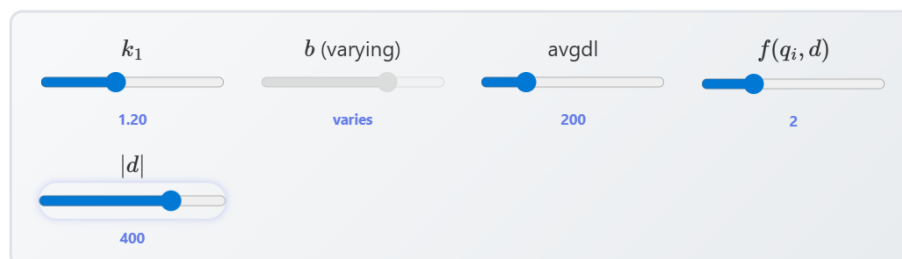 k₁ b (varying) avgdl f(qᵢ, d)
1.20 varies 200 2
|d|
400